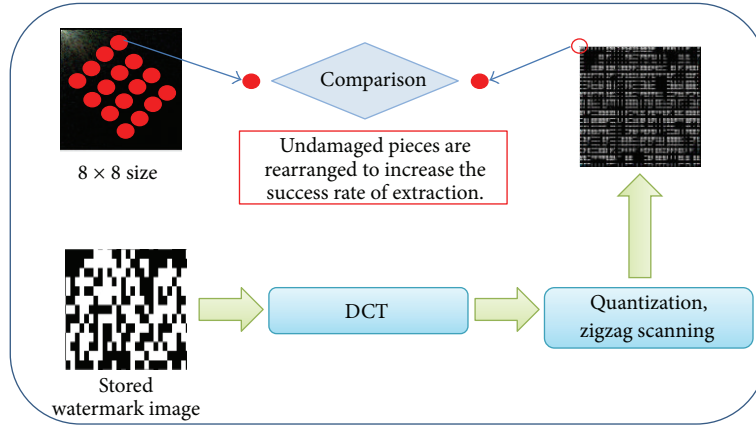 Comparison
8 × 8 size
Undamaged pieces are
rearranged to increase the
success rate of extraction.
DCT
Quantization,
zigzag scanning
Stored
watermark image